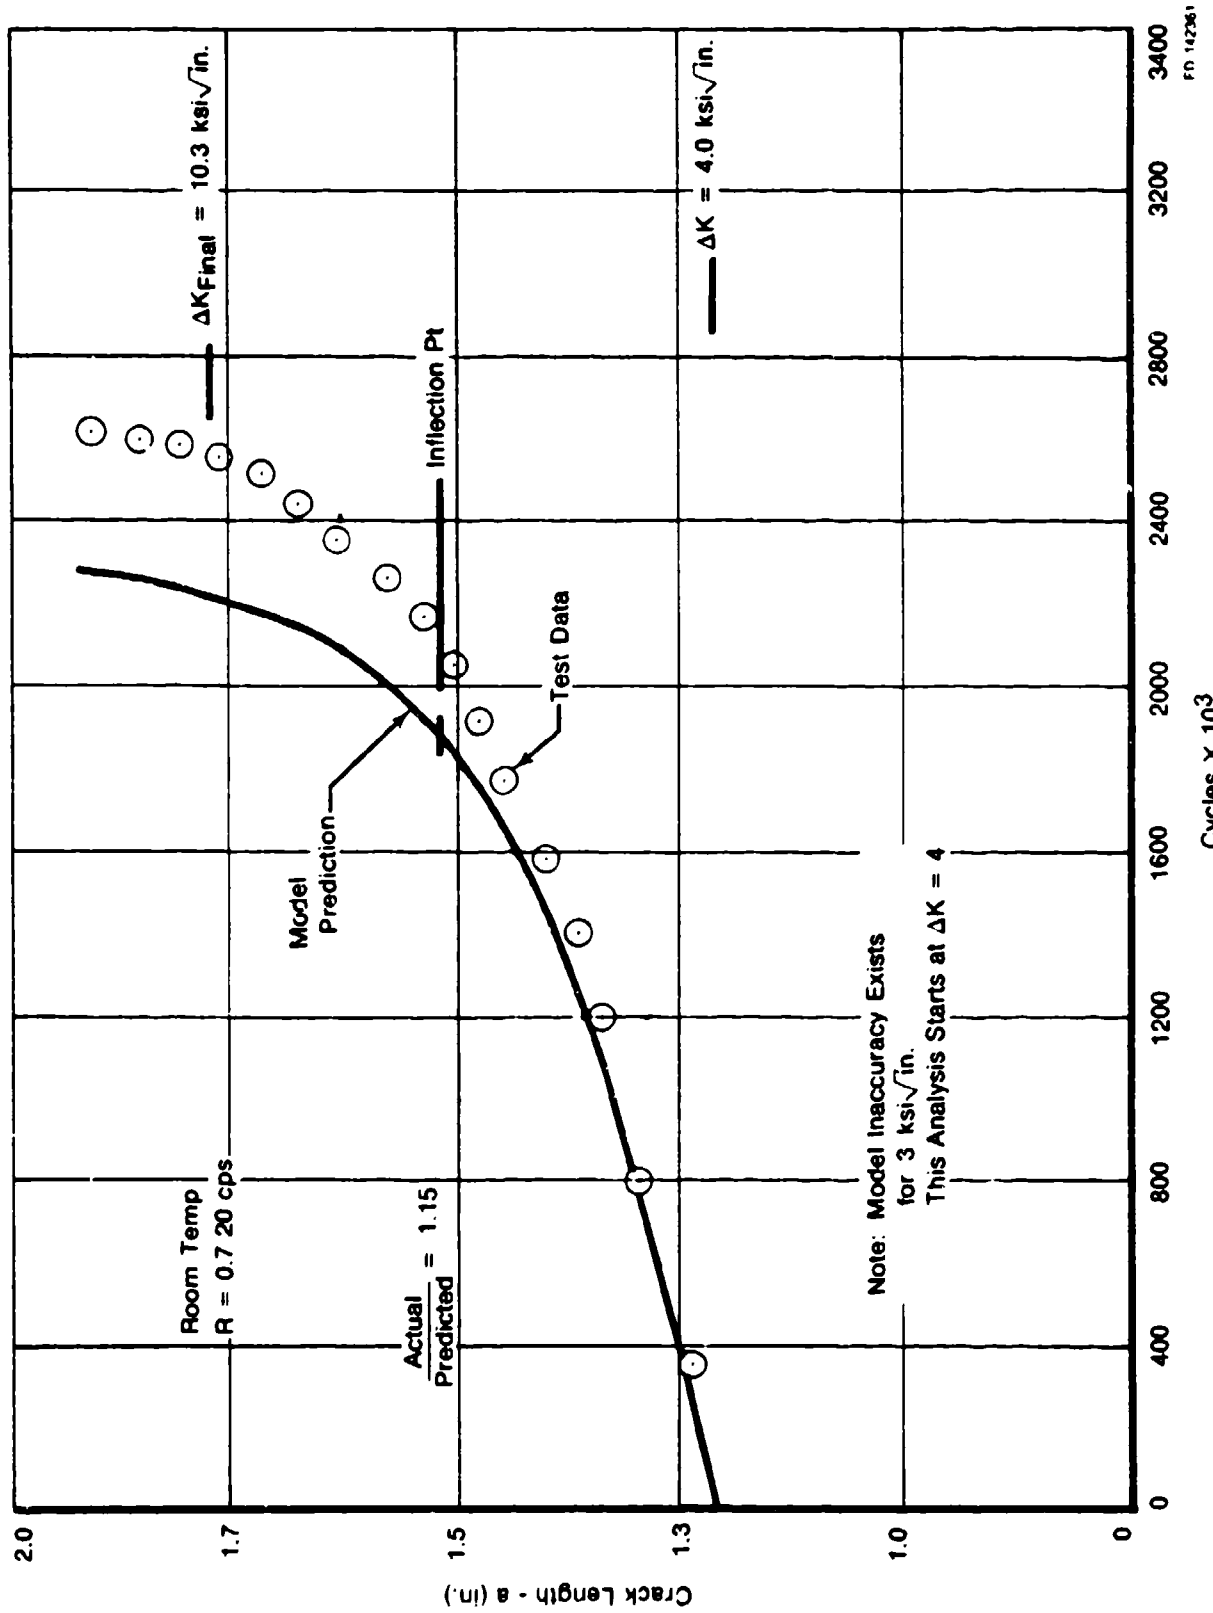 2.0
1.7
1.5
1.3
1.0
0
Crack Length - a (in.)
Room Temp
R = 0.7 20 cps
Actual
Predicted
= 1.15
Model
Prediction
ΔKFinal = 10.3 ksi√in.
Inflection Pt
Test Data
ΔK = 4.0 ksi√in.
Note: Model Inaccuracy Exists
for 3 ksi√in.
This Analysis Starts at ΔK = 4
0
400
800
1200
1600
2000
2400
2800
3200
3400
Cycles X 10³
FD 142361